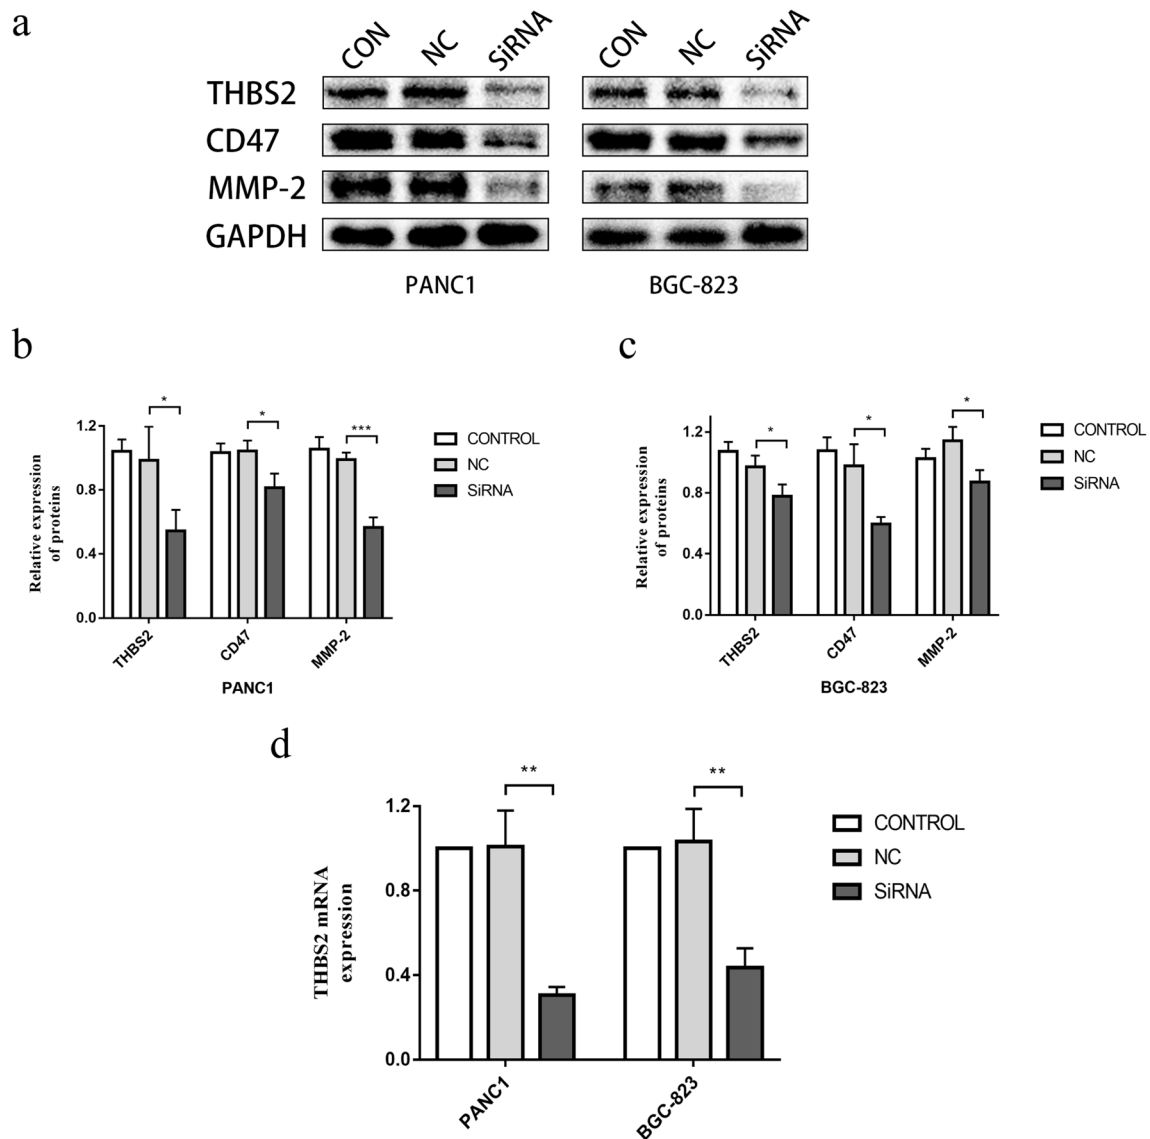 a
CON NC SiRNA CON NC SiRNA
THBS2
CD47
MMP-2
GAPDH
PANC1 BGC-823
b
Relative expression
of proteins
1.2
0.8
0.4
0.0
* * ***
CONTROL
NC
SiRNA
THBS2 CD47 MMP-2
PANC1
c
Relative expression
of proteins
1.2
0.8
0.4
0.0
* * *
CONTROL
NC
SiRNA
THBS2 CD47 MMP-2
BGC-823
d
THBS2 mRNA
expression
1.2
0.8
0.4
0.0
** **
CONTROL
NC
SiRNA
PANC1 BGC-823